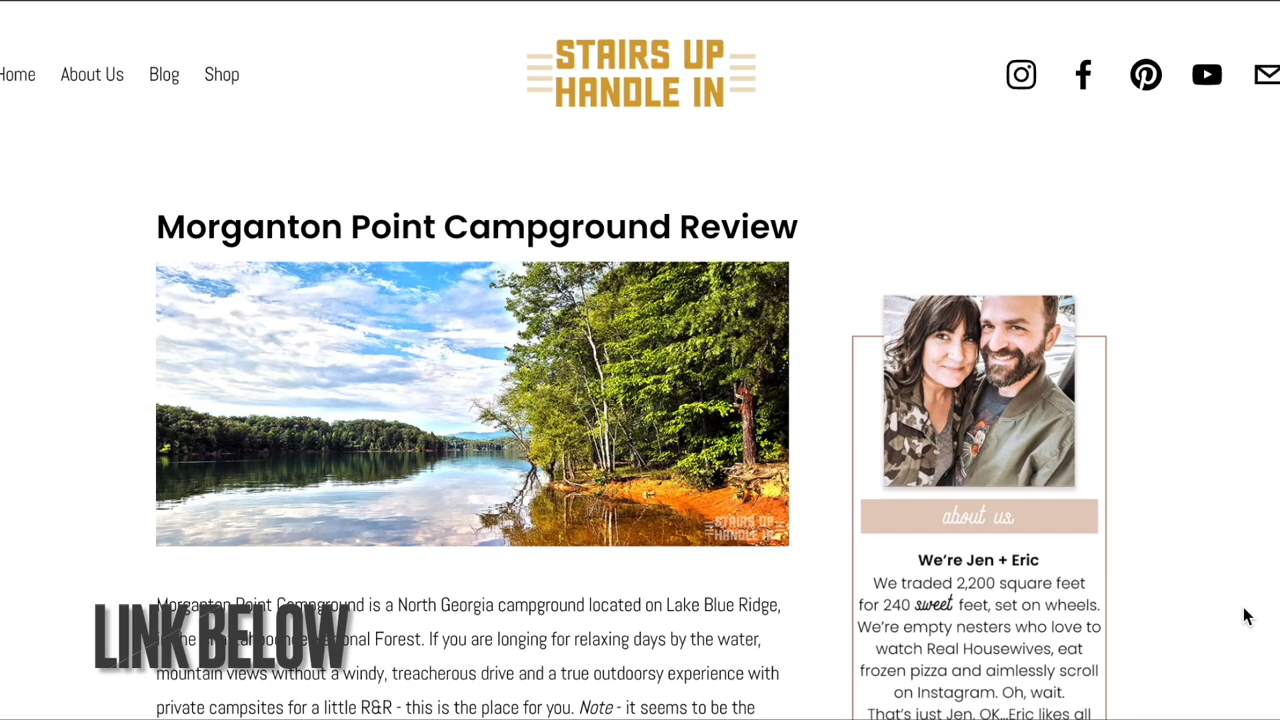 Home About Us Blog Shop
STAIRS UP
HANDLE IN
Morganton Point Campground Review
STAIRS UP
HANDLE IN
about us
We're Jen + Eric
We traded 2,200 square feet
for 240 sweet feet, set on wheels.
We're empty nesters who love to
watch Real Housewives, eat
frozen pizza and aimlessly scroll
on Instagram. Oh, wait.
That's just Jen. OK...Eric likes all
Morganton Point Campground is a North Georgia campground located on Lake Blue Ridge,
National Forest. If you are longing for relaxing days by the water,
mountain views without a windy, treacherous drive and a true outdoorsy experience with
private campsites for a little R&R - this is the place for you. Note - it seems to be the
LINK BELOW